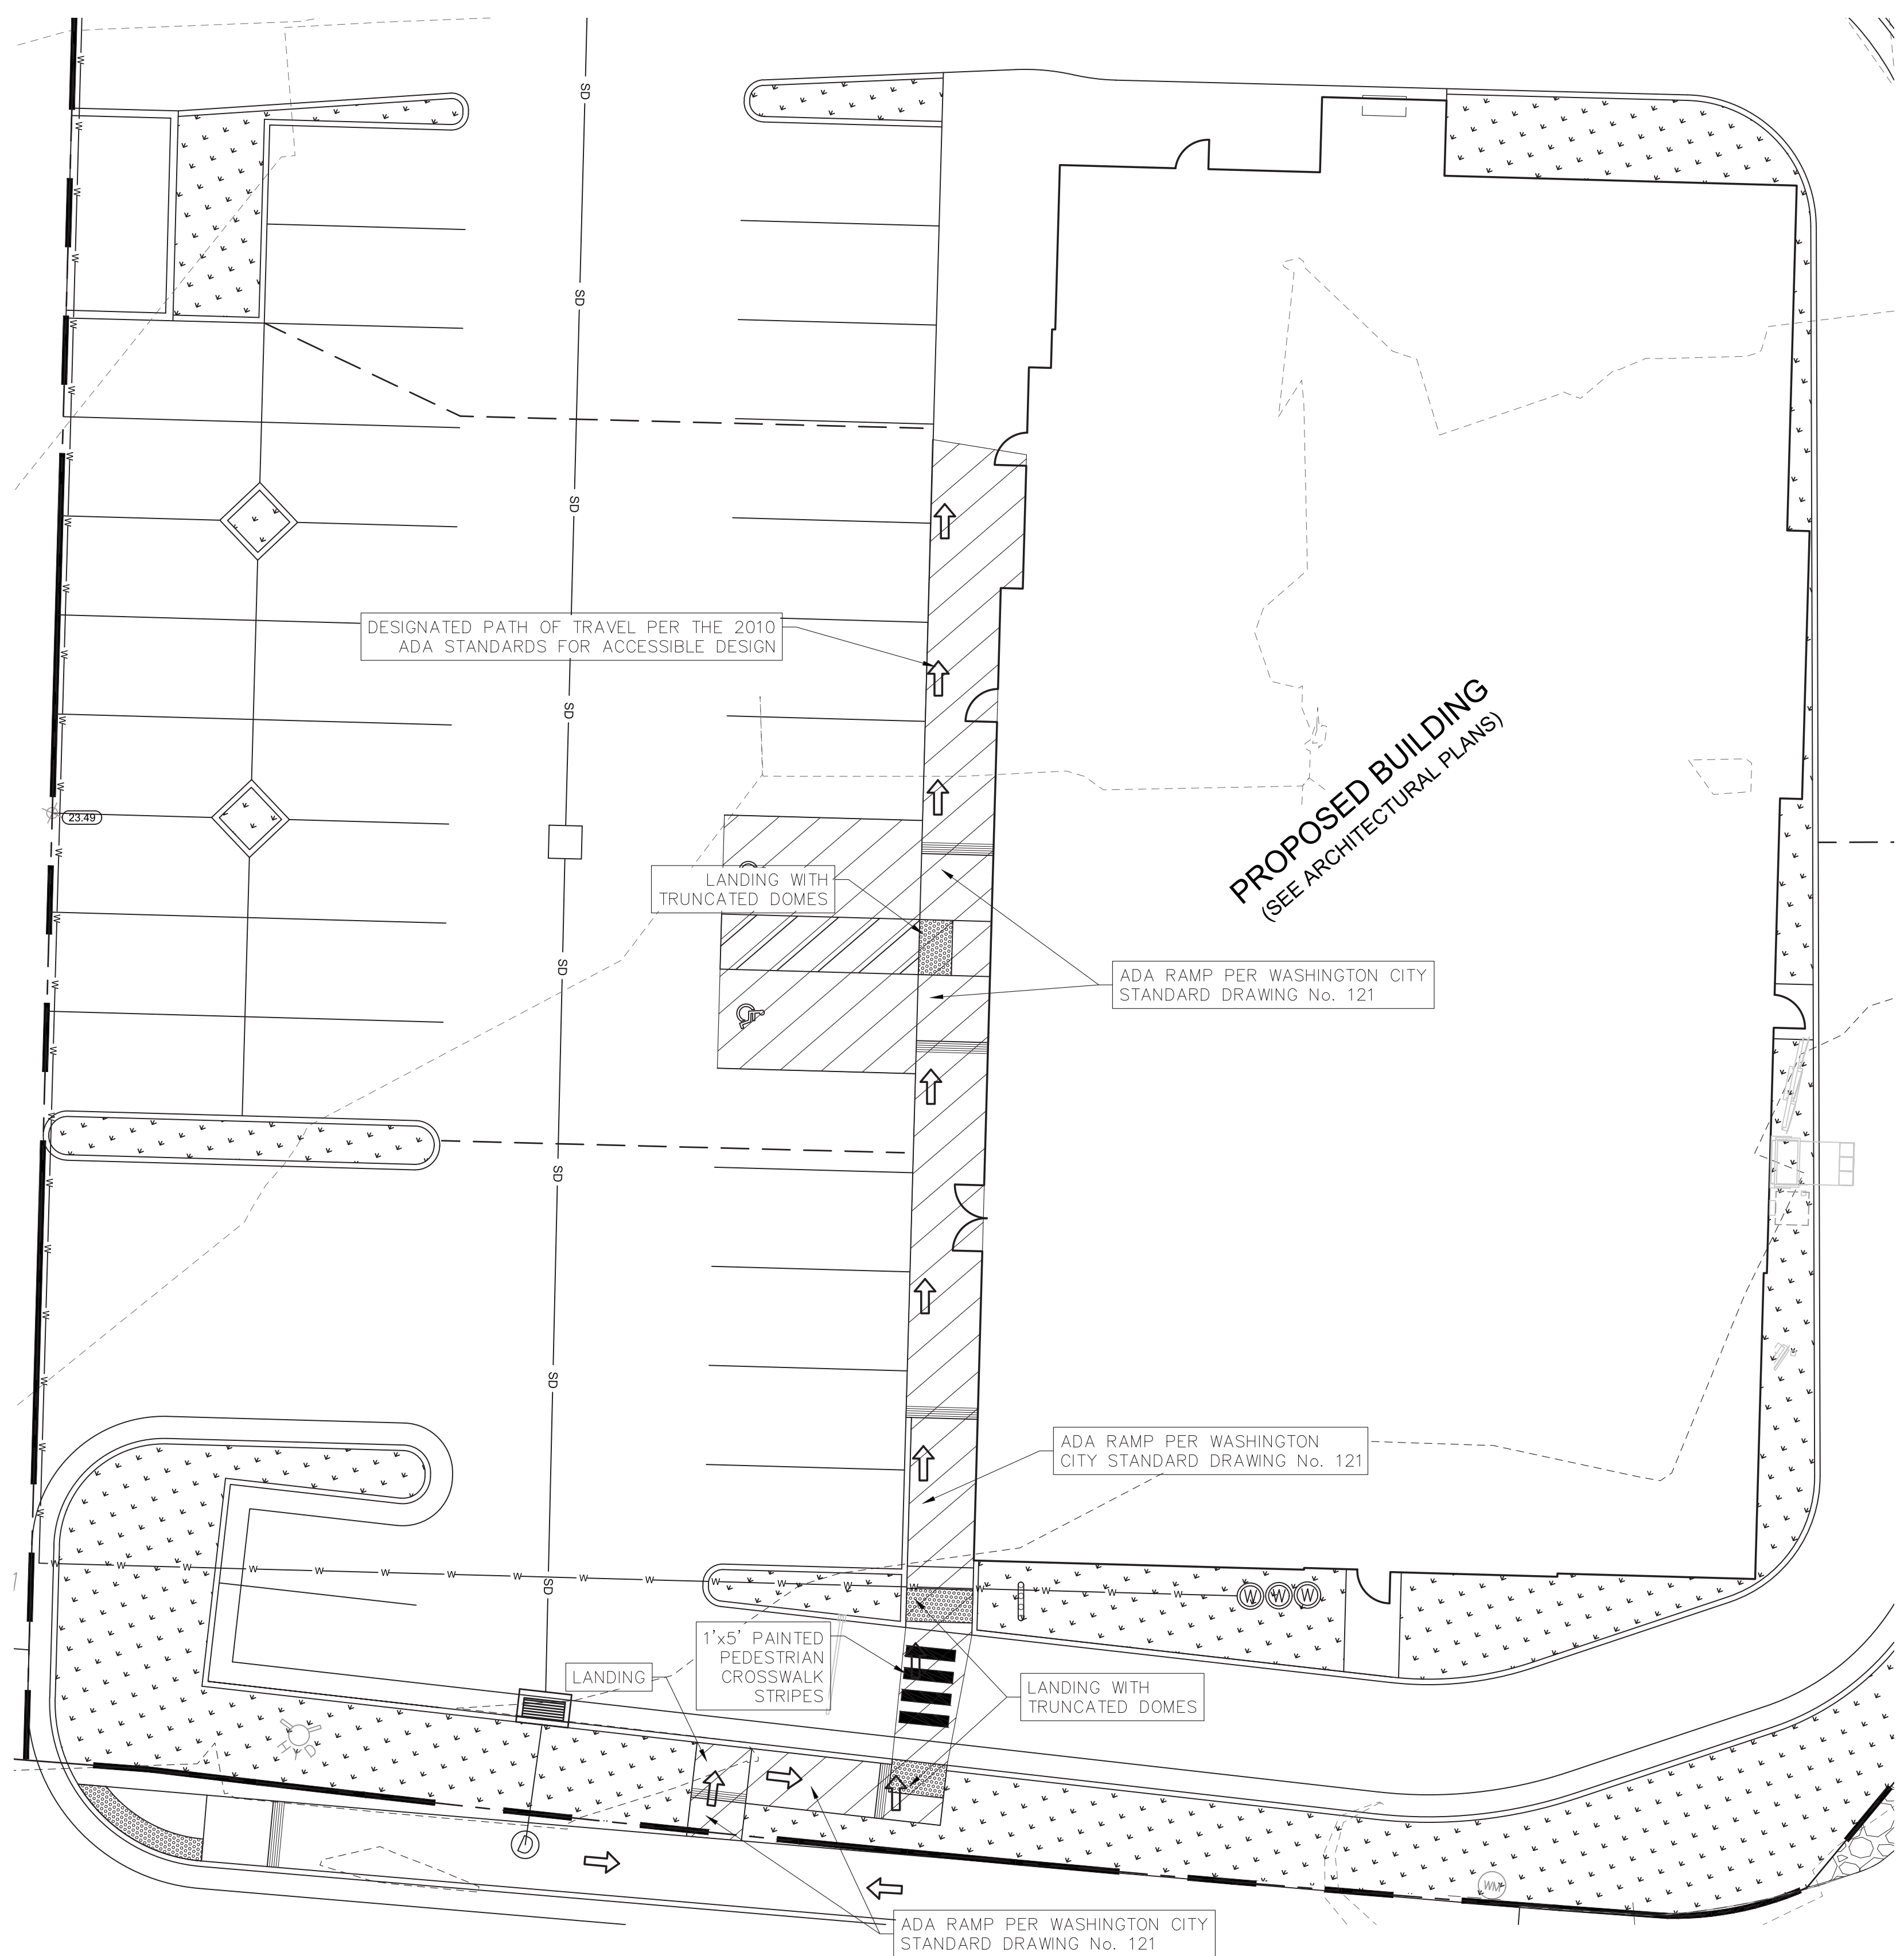 SD
SD
SD
DESIGNATED PATH OF TRAVEL PER THE 2010
ADA STANDARDS FOR ACCESSIBLE DESIGN
SD
PROPOSED BUILDING
(SEE ARCHITECTURAL PLANS)
23.49
LANDING WITH
TRUNCATED DOMES
SD
ADA RAMP PER WASHINGTON CITY
STANDARD DRAWING No. 121
SD
SD
ADA RAMP PER WASHINGTON
CITY STANDARD DRAWING No. 121
W W W W W W W W W W W W W W W W W W
SD
1'x5' PAINTED
PEDESTRIAN
CROSSWALK
STRIPES
LANDING
LANDING WITH
TRUNCATED DOMES
HYD
D
WM
ADA RAMP PER WASHINGTON CITY
STANDARD DRAWING No. 121